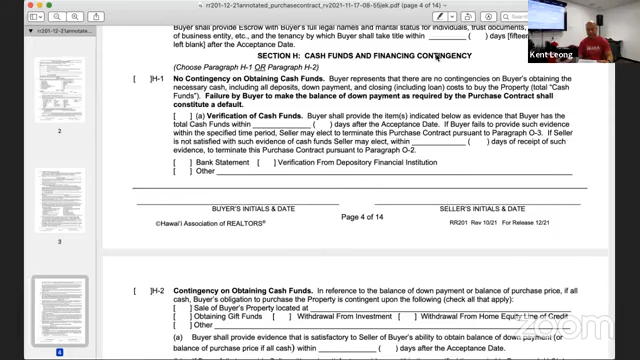 rr201-12-21annotated_purchasecontract_rv2021-11-17-08-55jek.pdf (page 4 of 14)
Buyer shall provide Escrow with Buyer's full legal names and marital status for individuals, trust documents,
of business entity, etc., and the tenancy by which Buyer shall take title within ________ (    ) days [fifteen
left blank] after the Acceptance Date.
SECTION H: CASH FUNDS AND FINANCING CONTINGENCY
(Choose Paragraph H-1 OR Paragraph H-2)
[ ]H-1 No Contingency on Obtaining Cash Funds. Buyer represents that there are no contingencies on Buyer's obtaining the
necessary cash, including all deposits, down payment, and closing (including loan) costs to buy the Property (total "Cash
Funds"). Failure by Buyer to make the balance of down payment as required by the Purchase Contract shall
constitute a default.
[ ] (a) Verification of Cash Funds. Buyer shall provide the item(s) indicated below as evidence that Buyer has the
total Cash Funds within ________ (    ) days after the Acceptance Date. If Buyer fails to provide such evidence
within the specified time period, Seller may elect to terminate this Purchase Contract pursuant to Paragraph O-3. If Seller
is not satisfied with such evidence of cash funds Seller may elect, within ________ (    ) days of receipt of such
evidence, to terminate this Purchase Contract pursuant to Paragraph O-2.
[ ] Bank Statement [ ] Verification From Depository Financial Institution
[ ] Other ________
BUYER'S INITIALS & DATE
SELLER'S INITIALS & DATE
Page 4 of 14
©Hawai'i Association of REALTORS®
RR201 Rev 10/21 For Release 12/21
[ ]H-2 Contingency on Obtaining Cash Funds. In reference to the balance of down payment or balance of purchase price, if all
cash, Buyer's obligation to purchase the Property is contingent upon the following (check all that apply):
[ ] Sale of Buyer's Property located at ________
[ ] Obtaining Gift Funds [ ] Withdrawal From Investment [ ] Withdrawal From Home Equity Line of Credit
[ ] Other ________
(a) Buyer shall provide evidence that is satisfactory to Seller of Buyer's ability to obtain balance of down payment (or
balance of purchase price if all cash) within ________ (    ) days after the Acceptance Date.
2
3
4
Kent Leong
zoom